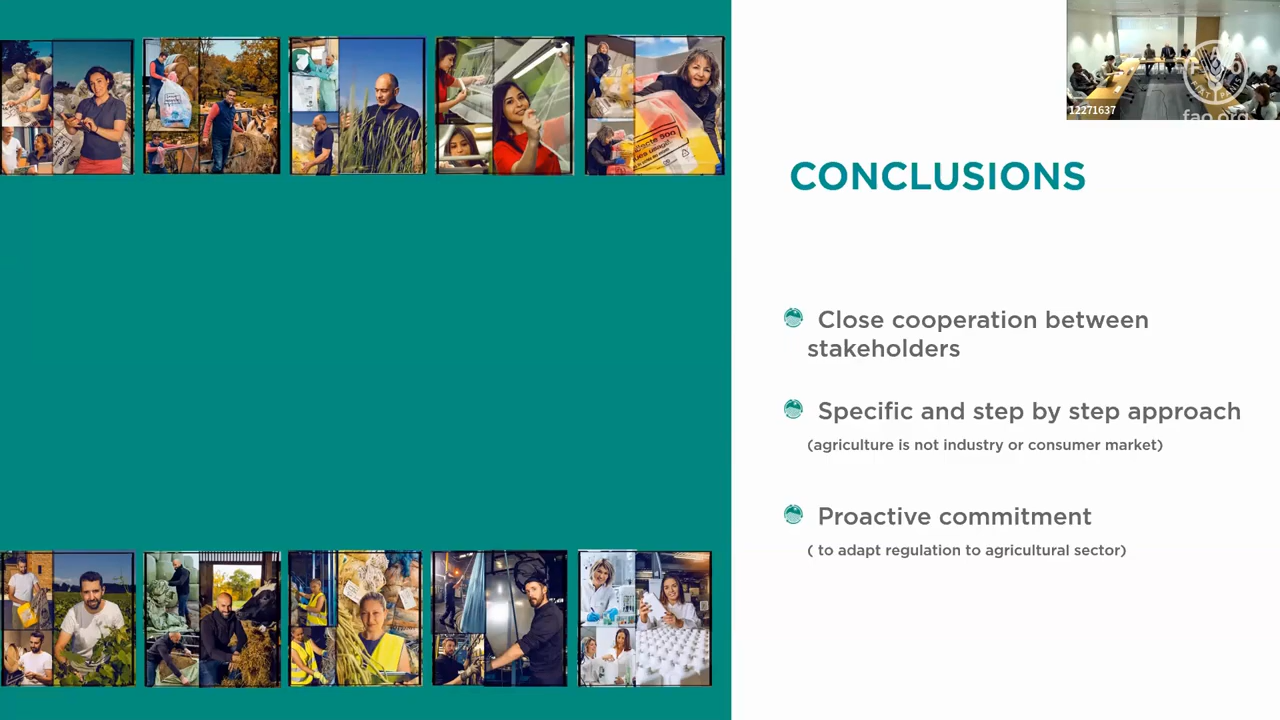 12271637
fao.org
CONCLUSIONS
Close cooperation between
stakeholders
Specific and step by step approach
(agriculture is not industry or consumer market)
Proactive commitment
( to adapt regulation to agricultural sector)